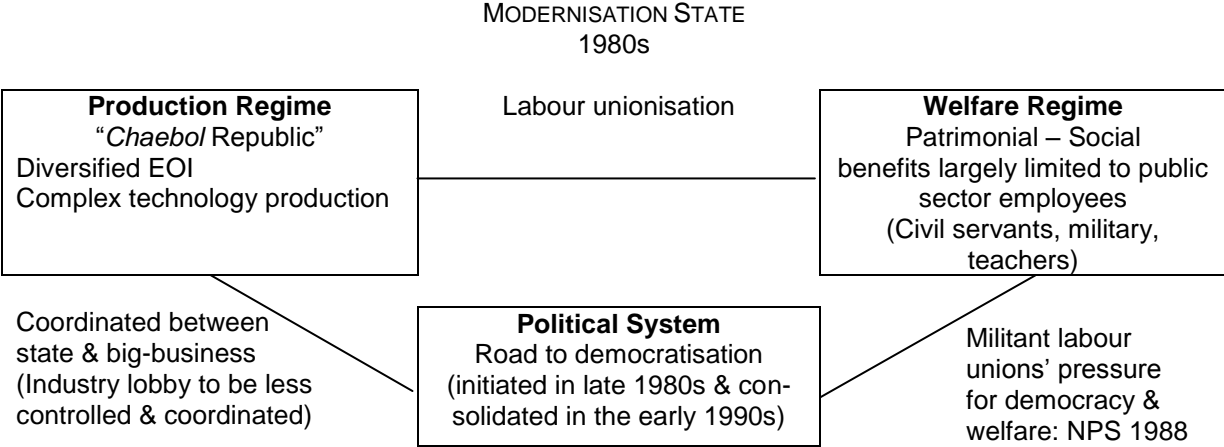 MODERNISATION STATE
1980s
Production Regime
“Chaebol Republic”
Diversified EOI
Complex technology production
Labour unionisation
Welfare Regime
Patrimonial – Social
benefits largely limited to public
sector employees
(Civil servants, military,
teachers)
Coordinated between
state & big-business
(Industry lobby to be less
controlled & coordinated)
Political System
Road to democratisation
(initiated in late 1980s & con-
solidated in the early 1990s)
Militant labour
unions’ pressure
for democracy &
welfare: NPS 1988